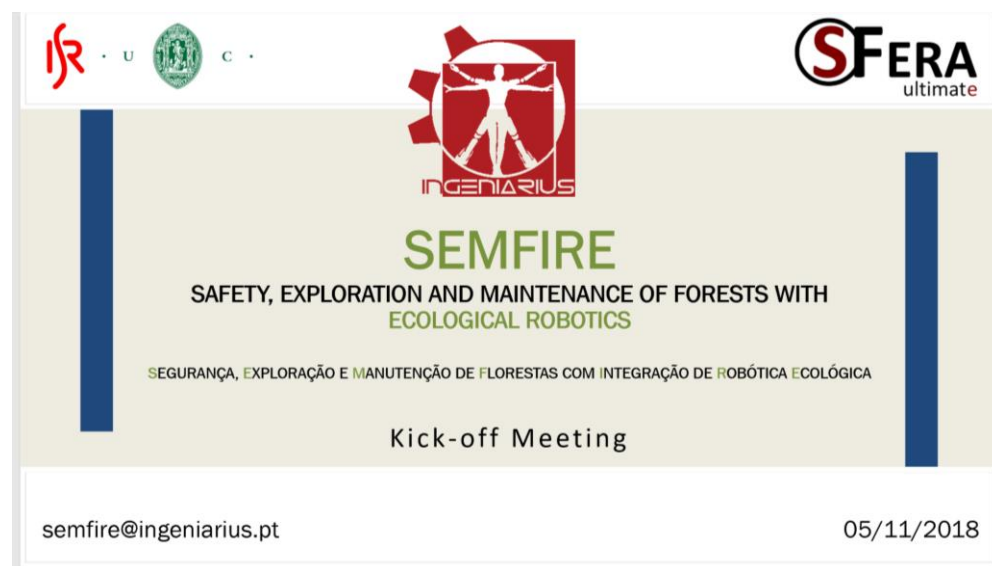 ISR · U C ·
SFERA
ultimate
INGENIARIUS
SEMFIRE
SAFETY, EXPLORATION AND MAINTENANCE OF FORESTS WITH
ECOLOGICAL ROBOTICS
SEGURANÇA, EXPLORAÇÃO E MANUTENÇÃO DE FLORESTAS COM INTEGRAÇÃO DE ROBÓTICA ECOLÓGICA
Kick-off Meeting
semfire@ingeniarius.pt
05/11/2018